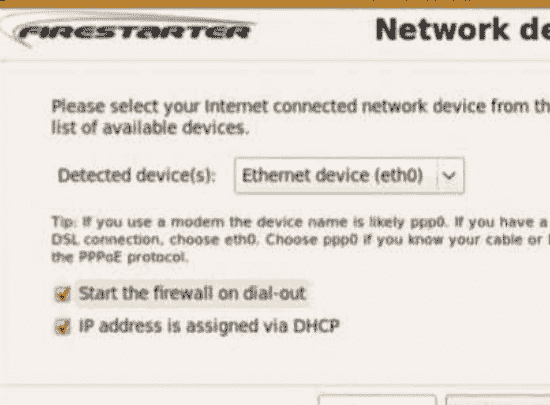 FIRESTARTER
Network de
Please select your Internet connected network device from th
list of available devices.
Detected device(s):
Ethernet device (eth0)
Tip: If you use a modem the device name is likely ppp0. If you have a
DSL connection, choose eth0. Choose ppp0 if you know your cable or
the PPPoE protocol.
Start the firewall on dial-out
IP address is assigned via DHCP